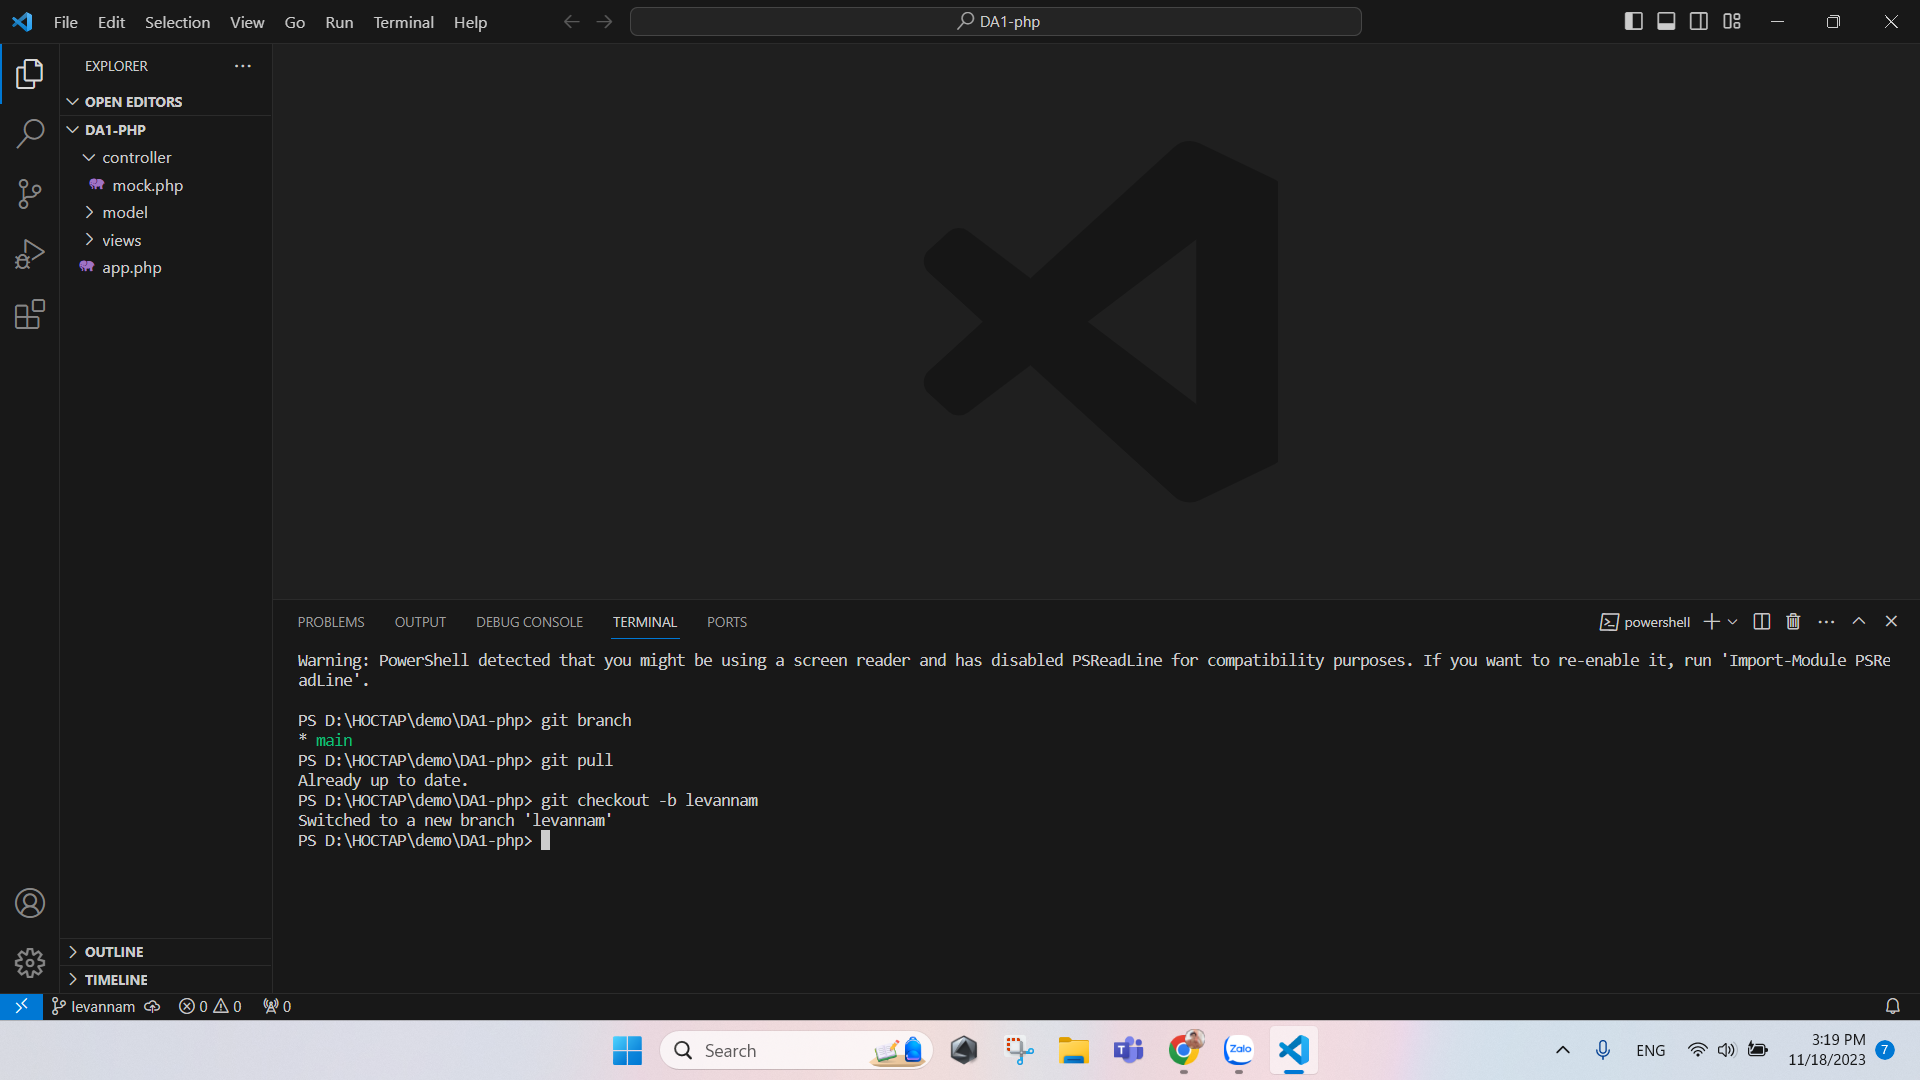 File Edit Selection View Go Run Terminal Help
DA1-php
EXPLORER
OPEN EDITORS
DA1-PHP
controller
mock.php
model
views
app.php
OUTLINE
TIMELINE
PROBLEMS OUTPUT DEBUG CONSOLE TERMINAL PORTS
powershell
Warning: PowerShell detected that you might be using a screen reader and has disabled PSReadLine for compatibility purposes. If you want to re-enable it, run 'Import-Module PSRe
adLine'.
PS D:\HOCTAP\demo\DA1-php> git branch
* main
PS D:\HOCTAP\demo\DA1-php> git pull
Already up to date.
PS D:\HOCTAP\demo\DA1-php> git checkout -b levannam
Switched to a new branch 'levannam'
PS D:\HOCTAP\demo\DA1-php>
levannam 0 0 0
Search
Zalo
ENG
3:19 PM
11/18/2023
7